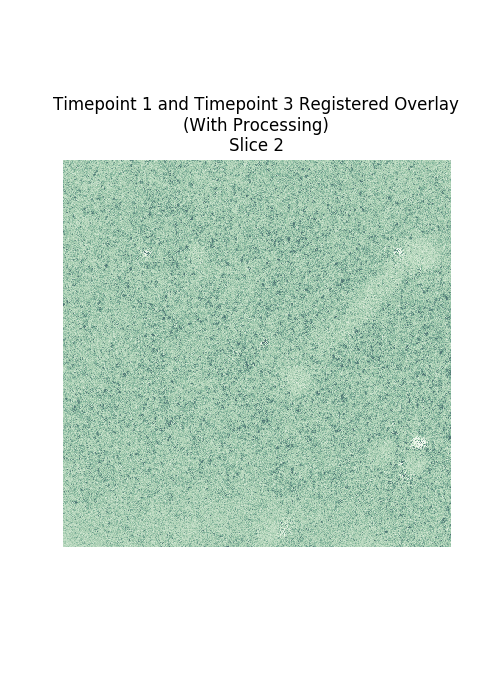 Timepoint 1 and Timepoint 3 Registered Overlay
(With Processing)
Slice 2